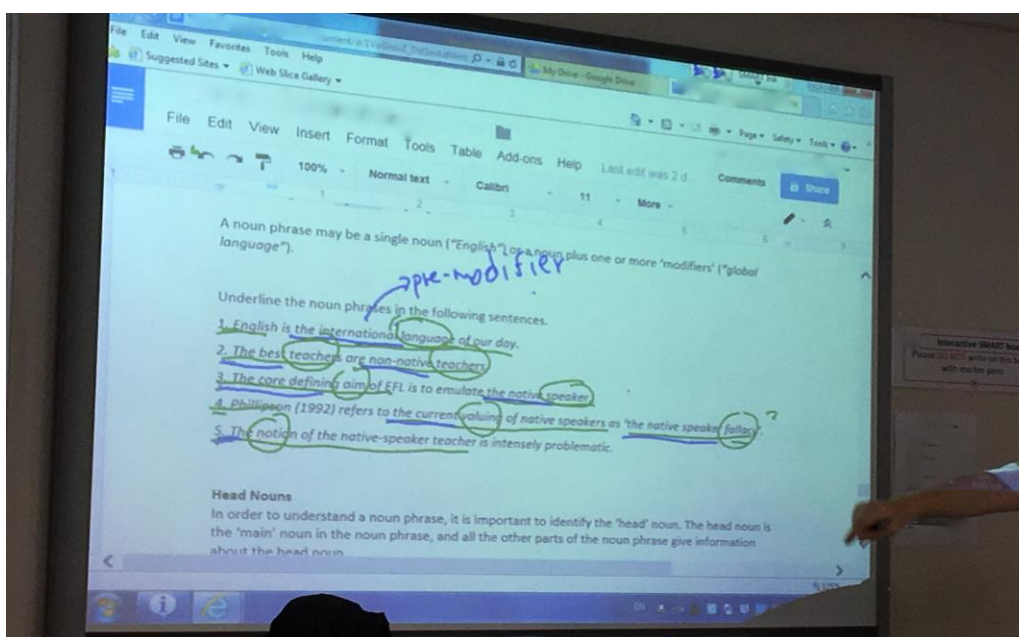 File Edit View Favorites Tools Help
My Drive - Google Drive
Suggested Sites
Web Slice Gallery
Page Safety Tools
File Edit View Insert Format Tools Table Add-ons Help
Last edit was 2 d
Comments
Share
100% Normal text Calibri 11 More
1 2 3 4 5 6 7
A noun phrase may be a single noun ("English") or a noun plus one or more 'modifiers' ("global
language").
pre-modifier
Underline the noun phrases in the following sentences.
1. English is the international language of our day.
2. The best teachers are non-native teachers
3. The core defining aim of EFL is to emulate the native speaker
4. Phillipson (1992) refers to the current valuing of native speakers as 'the native speaker fallacy'.
?
5. The notion of the native-speaker teacher is intensely problematic.
Head Nouns
In order to understand a noun phrase, it is important to identify the 'head' noun. The head noun is
the 'main' noun in the noun phrase, and all the other parts of the noun phrase give information
about the head noun
EN
Interactive SMART
Please DO NOT write on this
with marker pens